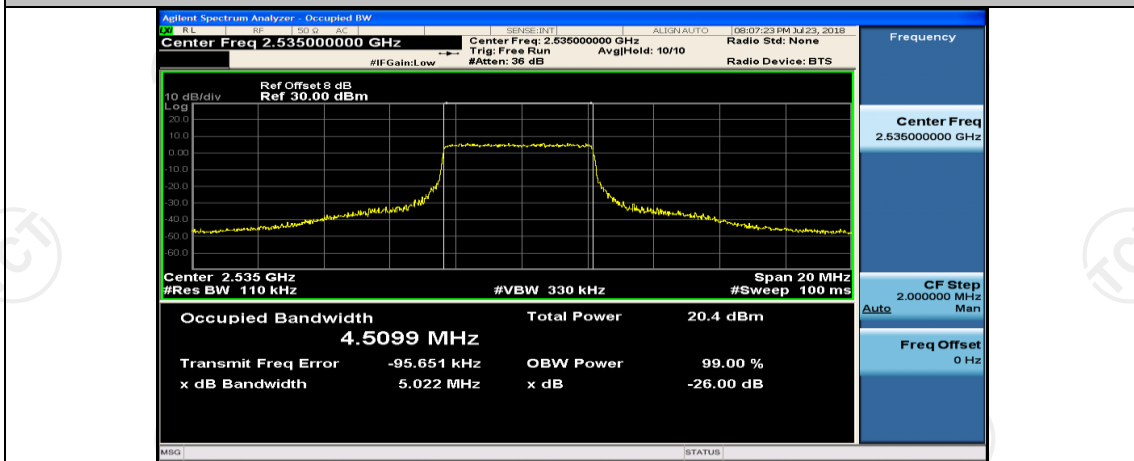 Agilent Spectrum Analyzer - Occupied BW
LXI RL RF 50 Ω AC SENSE:INT ALIGN AUTO 08:07:23 PM Jul 23, 2018
Center Freq 2.535000000 GHz Center Freq: 2.535000000 GHz Radio Std: None Frequency
Trig: Free Run Avg|Hold: 10/10
#IFGain:Low #Atten: 36 dB Radio Device: BTS
Ref Offset 8 dB
10 dB/div Ref 30.00 dBm
Log
20.0
10.0
0.00
-10.0
-20.0
-30.0
-40.0
-50.0
-60.0
Center Freq
2.535000000 GHz
Center 2.535 GHz Span 20 MHz
#Res BW 110 kHz #VBW 330 kHz #Sweep 100 ms
CF Step
2.000000 MHz
Auto Man
Occupied Bandwidth Total Power 20.4 dBm
4.5099 MHz
Freq Offset
0 Hz
Transmit Freq Error -95.651 kHz OBW Power 99.00 %
x dB Bandwidth 5.022 MHz x dB -26.00 dB
MSG STATUS
TCT
TCT